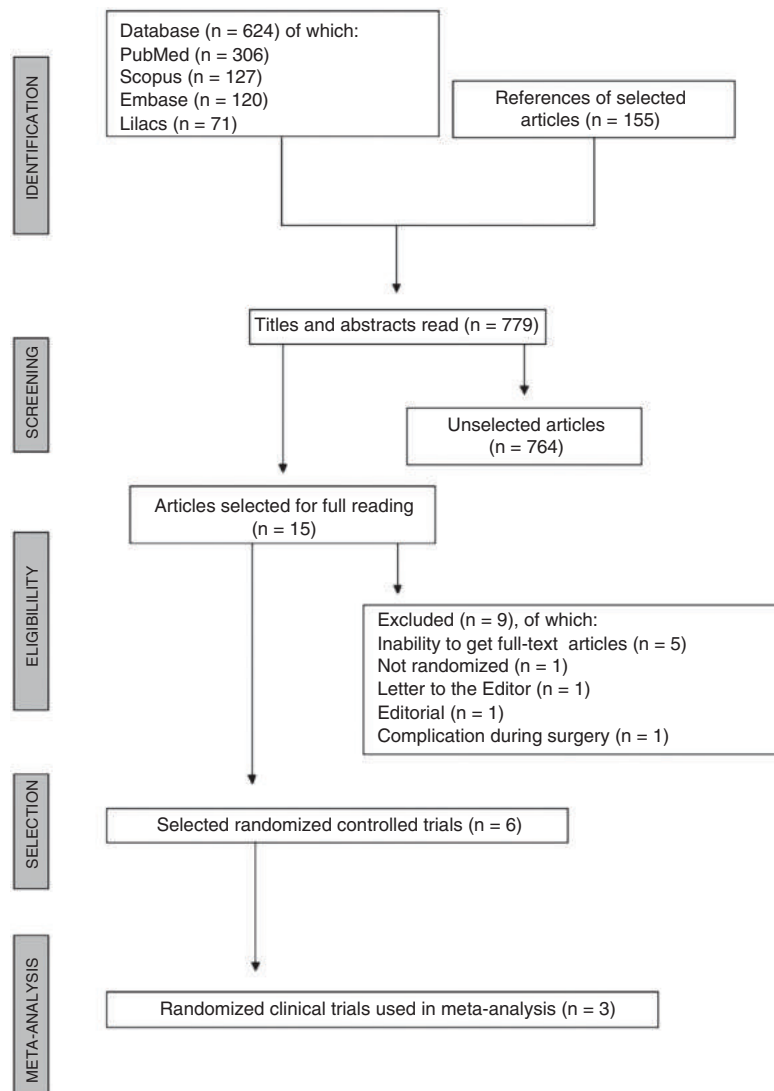 IDENTIFICATION
Database (n = 624) of which:
PubMed (n = 306)
Scopus (n = 127)
Embase (n = 120)
Lilacs (n = 71)
References of selected
articles (n = 155)
SCREENING
Titles and abstracts read (n = 779)
Unselected articles
(n = 764)
ELIGIBILILITY
Articles selected for full reading
(n = 15)
Excluded (n = 9), of which:
Inability to get full-text articles (n = 5)
Not randomized (n = 1)
Letter to the Editor (n = 1)
Editorial (n = 1)
Complication during surgery (n = 1)
SELECTION
Selected randomized controlled trials (n = 6)
META-ANALYSIS
Randomized clinical trials used in meta-analysis (n = 3)